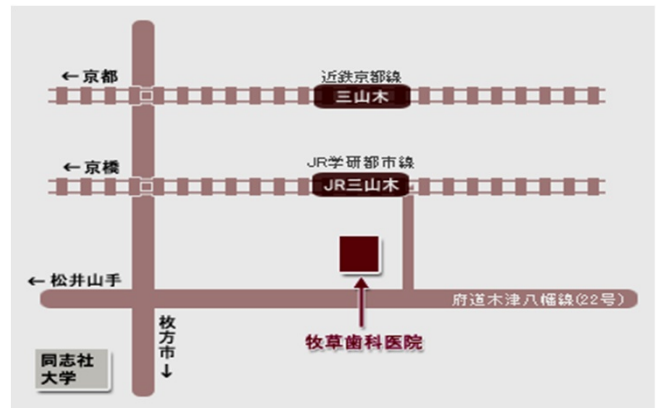 ←京都
近鉄京都線
三山木
←京橋
JR学研都市線
JR三山木
←松井山手
府道木津八幡線(22号)
枚方市→
牧草歯科医院
同志社
大学